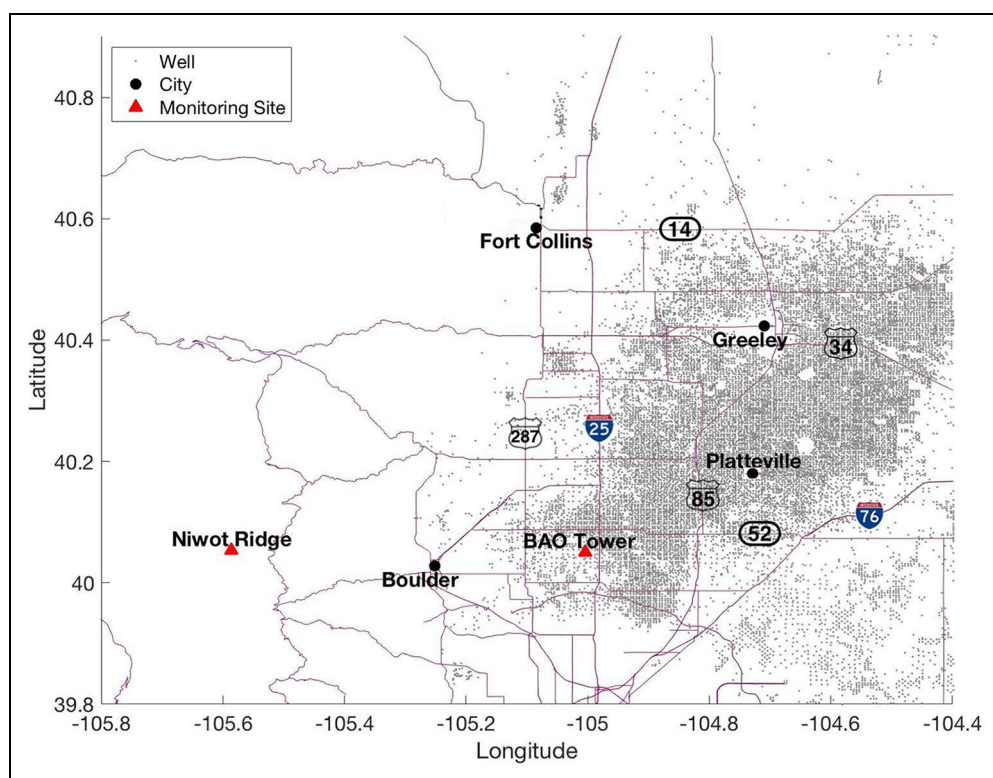 Well
City
Monitoring Site
40.8
40.6
40.4
40.2
40
39.8
Latitude
Fort Collins
14
Greeley
34
287
25
Platteville
85
76
52
Niwot Ridge
BAO Tower
Boulder
-105.8
-105.6
-105.4
-105.2
-105
-104.8
-104.6
-104.4
Longitude